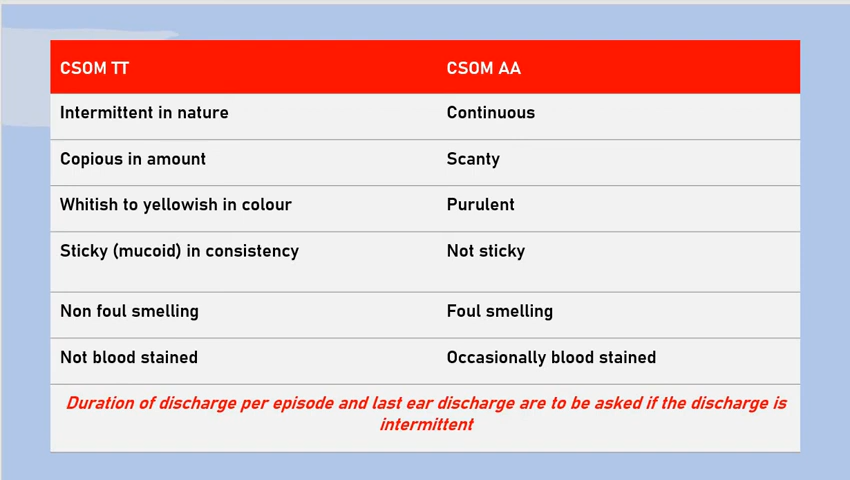 CSOM TT CSOM AA
Intermittent in nature Continuous
Copious in amount Scanty
Whitish to yellowish in colour Purulent
Sticky (mucoid) in consistency Not sticky
Non foul smelling Foul smelling
Not blood stained Occasionally blood stained
Duration of discharge per episode and last ear discharge are to be asked if the discharge is
intermittent